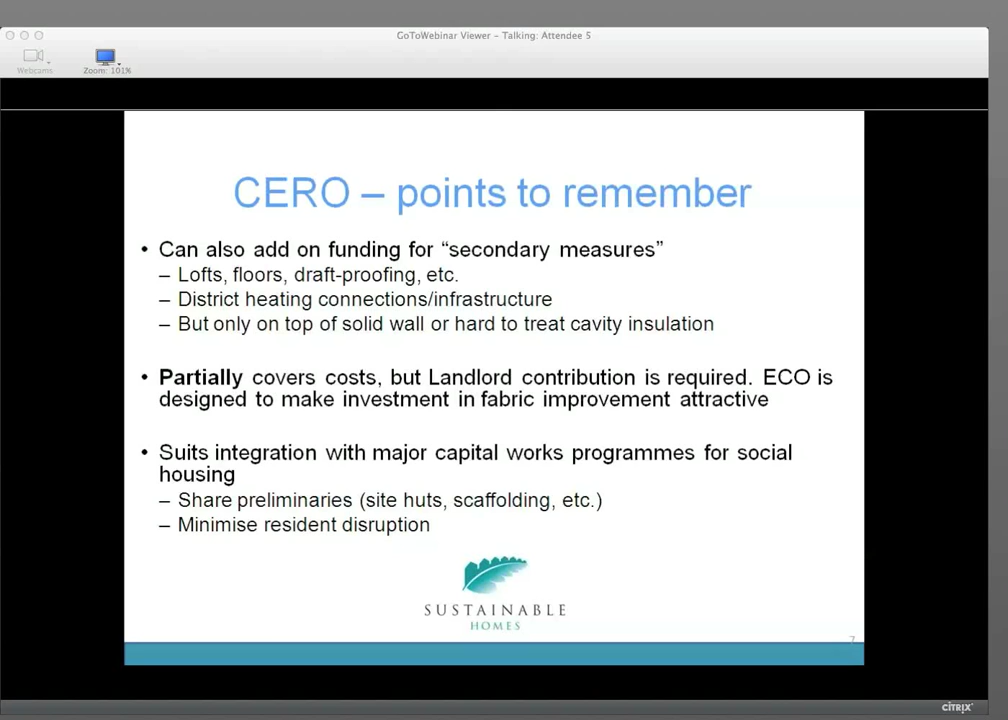 GoToWebinar Viewer – Talking: Attendee 5
Webcams
Zoom: 101%
CERO – points to remember
• Can also add on funding for “secondary measures”
– Lofts, floors, draft-proofing, etc.
– District heating connections/infrastructure
– But only on top of solid wall or hard to treat cavity insulation
• Partially covers costs, but Landlord contribution is required. ECO is
designed to make investment in fabric improvement attractive
• Suits integration with major capital works programmes for social
housing
– Share preliminaries (site huts, scaffolding, etc.)
– Minimise resident disruption
SUSTAINABLE
HOMES
7
CITRIX